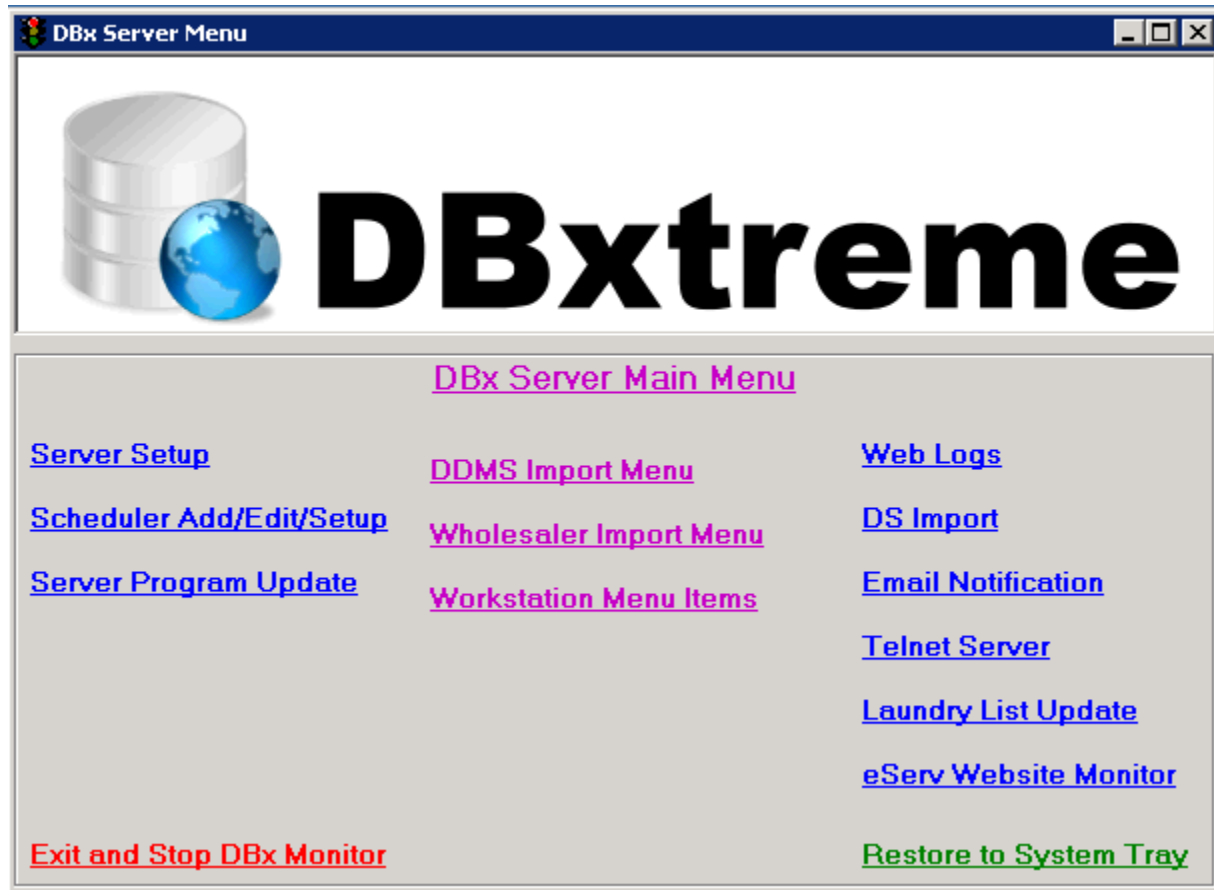 DBx Server Menu
DBxtreme
DBx Server Main Menu
Server Setup
Scheduler Add/Edit/Setup
Server Program Update
DDMS Import Menu
Wholesaler Import Menu
Workstation Menu Items
Web Logs
DS Import
Email Notification
Telnet Server
Laundry List Update
eServ Website Monitor
Exit and Stop DBx Monitor
Restore to System Tray